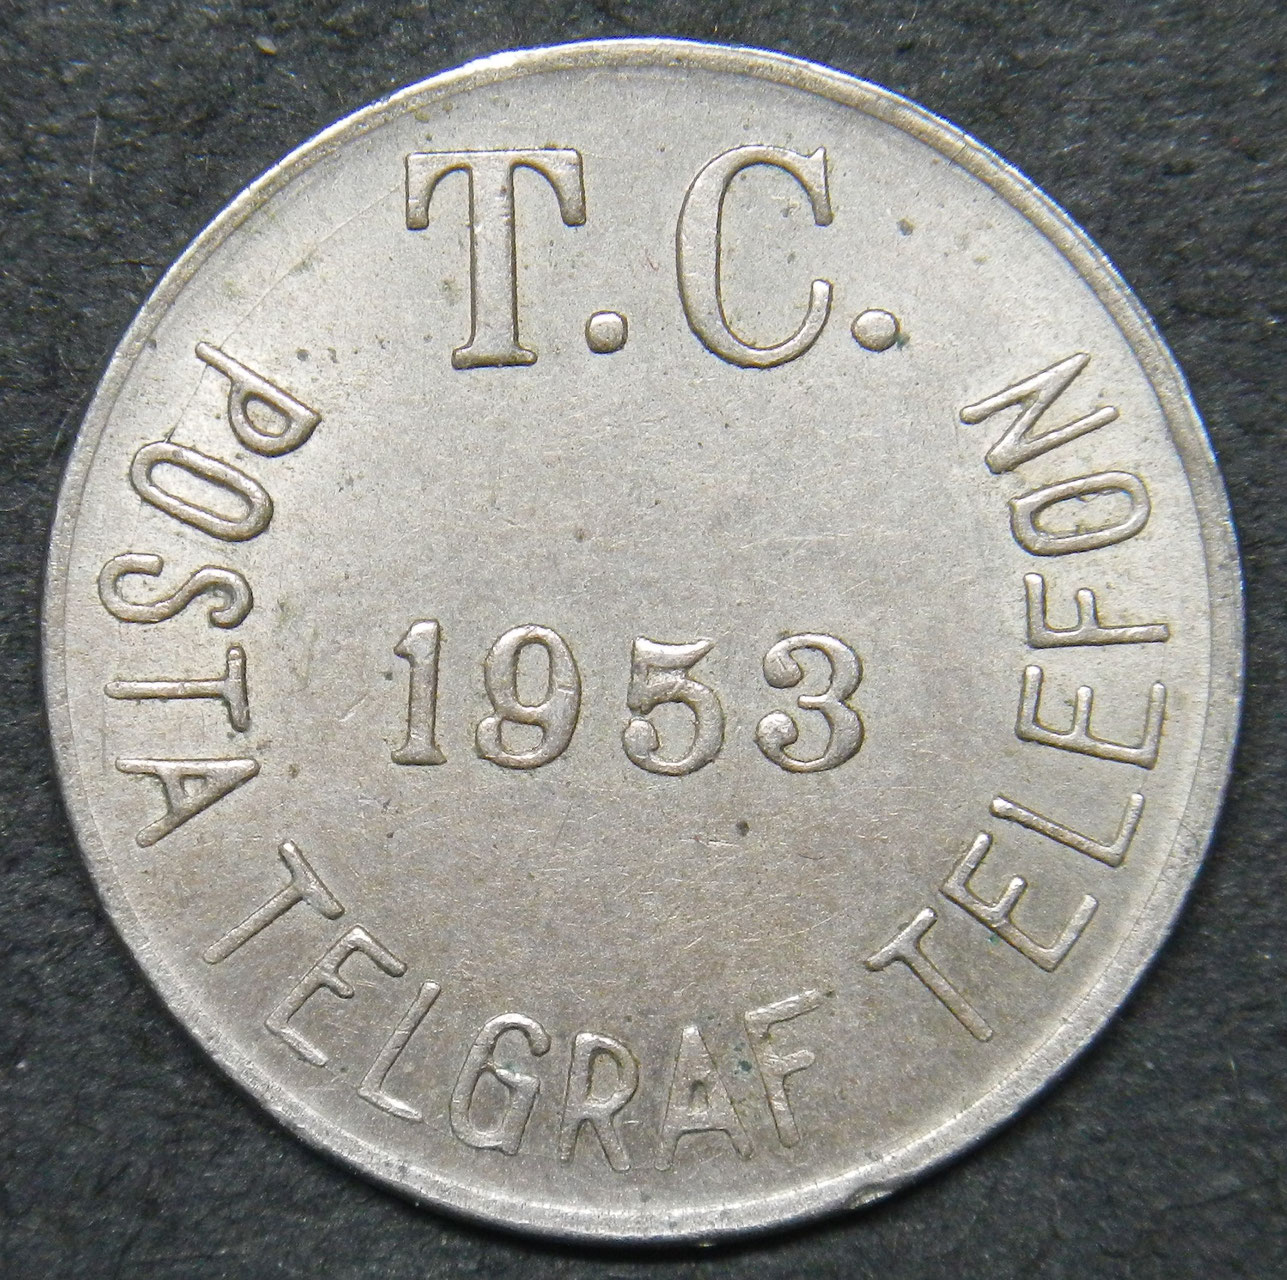 T.C.
1953
POSTA TELGRAF TELEFON